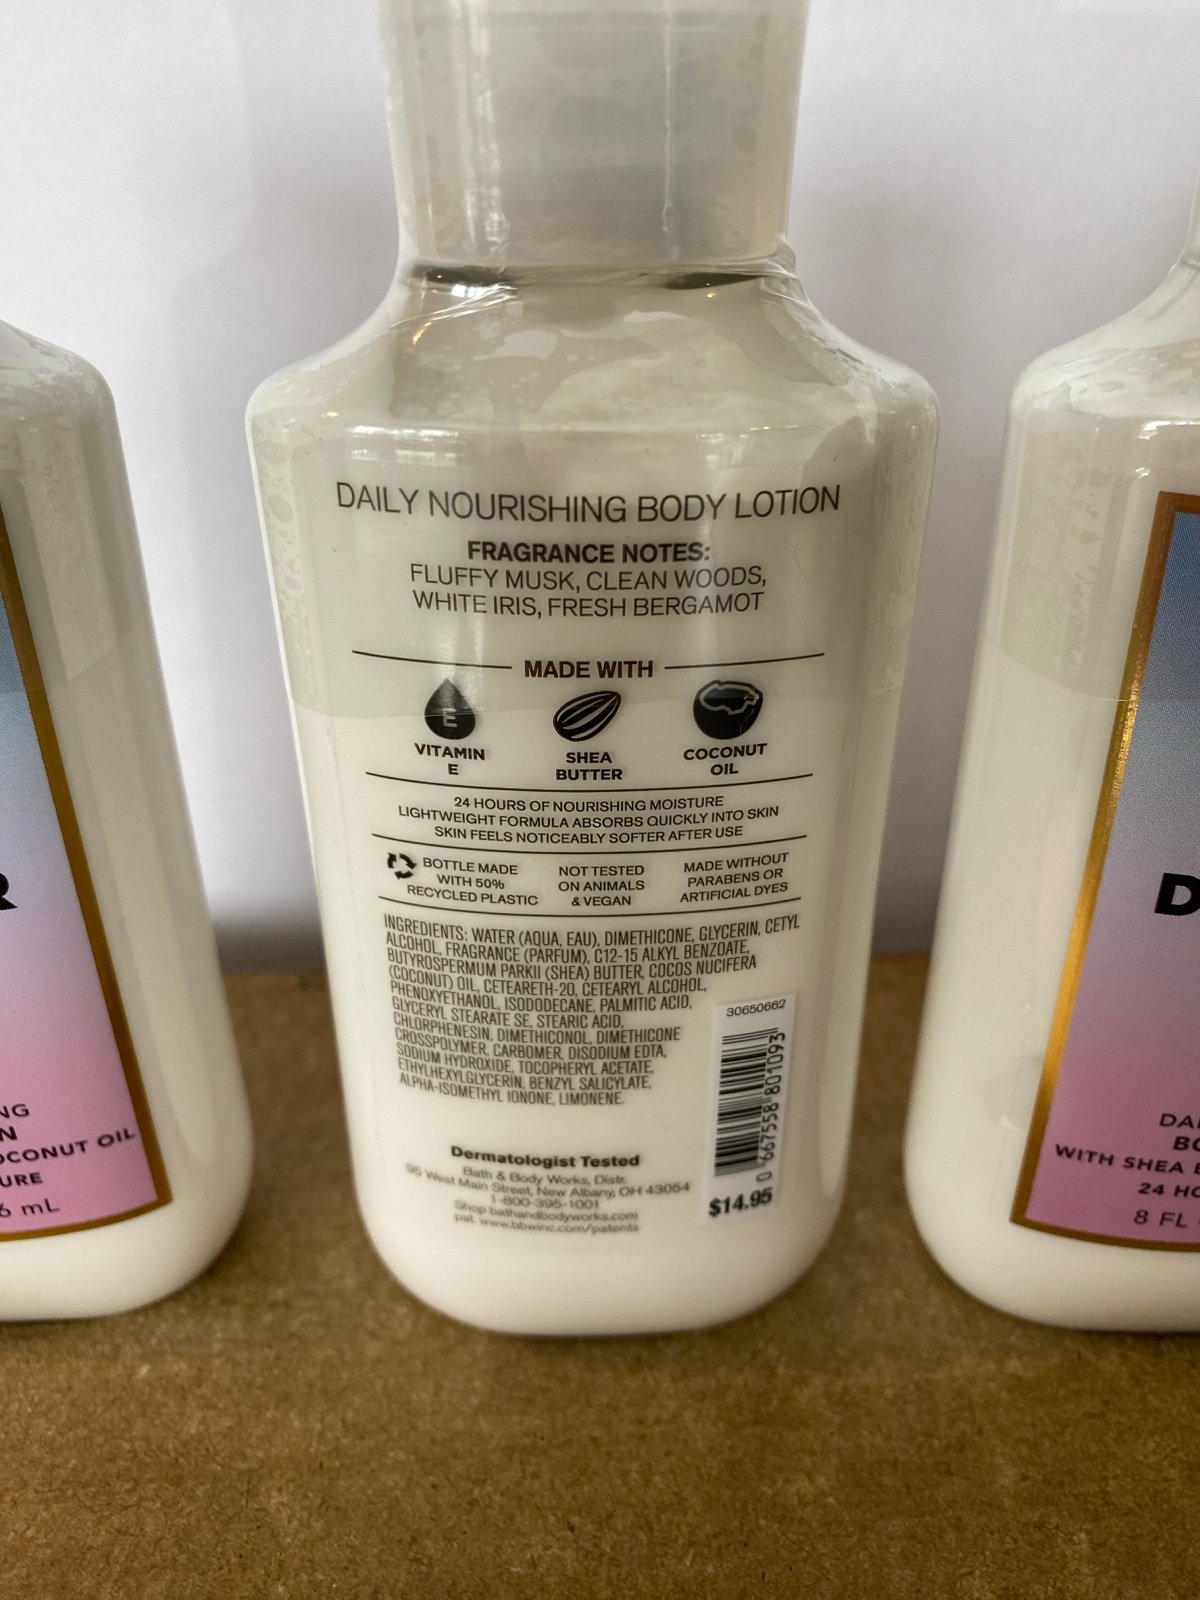 DAILY NOURISHING BODY LOTION
FRAGRANCE NOTES:
FLUFFY MUSK, CLEAN WOODS,
WHITE IRIS, FRESH BERGAMOT
MADE WITH
E
VITAMIN
E
SHEA
BUTTER
COCONUT
OIL
24 HOURS OF NOURISHING MOISTURE
LIGHTWEIGHT FORMULA ABSORBS QUICKLY INTO SKIN
SKIN FEELS NOTICEABLY SOFTER AFTER USE
BOTTLE MADE
WITH 50%
RECYCLED PLASTIC
NOT TESTED
ON ANIMALS
& VEGAN
MADE WITHOUT
PARABENS OR
ARTIFICIAL DYES
INGREDIENTS: WATER (AQUA, EAU), DIMETHICONE, GLYCERIN, CETYL
ALCOHOL, FRAGRANCE (PARFUM), C12-15 ALKYL BENZOATE,
BUTYROSPERMUM PARKII (SHEA) BUTTER, COCOS NUCIFERA
(COCONUT) OIL, CETEARETH-20, CETEARYL ALCOHOL,
PHENOXYETHANOL, ISODODECANE, PALMITIC ACID,
GLYCERYL STEARATE SE, STEARIC ACID,
CHLORPHENESIN, DIMETHICONOL, DIMETHICONE
CROSSPOLYMER, CARBOMER, DISODIUM EDTA,
SODIUM HYDROXIDE, TOCOPHERYL ACETATE,
ETHYLHEXYLGLYCERIN, BENZYL SALICYLATE,
ALPHA-ISOMETHYL IONONE, LIMONENE.
30650662
0 667558 801093
$14.95
Dermatologist Tested
Bath & Body Works, Distr.
95 West Main Street, New Albany, OH 43054
1-800-395-1001
Shop bathandbodyworks.com
pat. www.bbwinc.com/patents
R
NG
N
OCONUT OIL
URE
6 mL
D
DAI
BO
WITH SHEA B
24 HO
8 FL